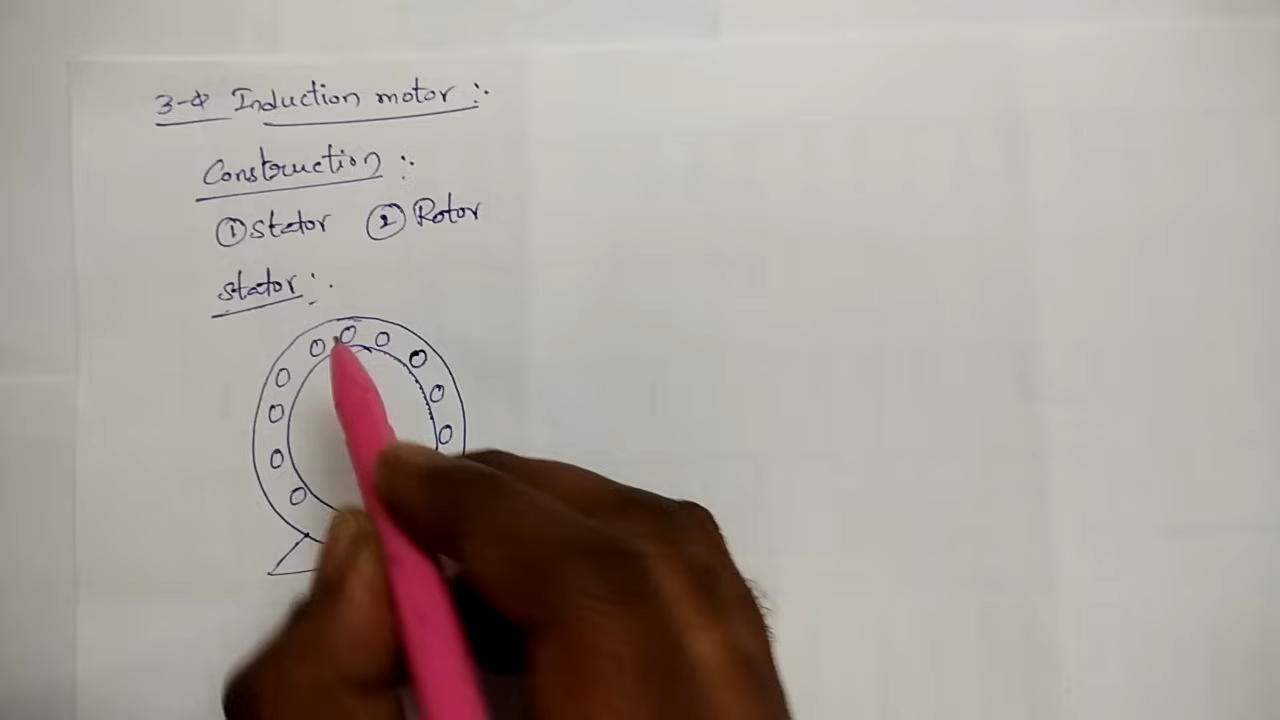 3-Φ Induction motor :-
Construction :-
① Stator ② Rotor
Stator :-